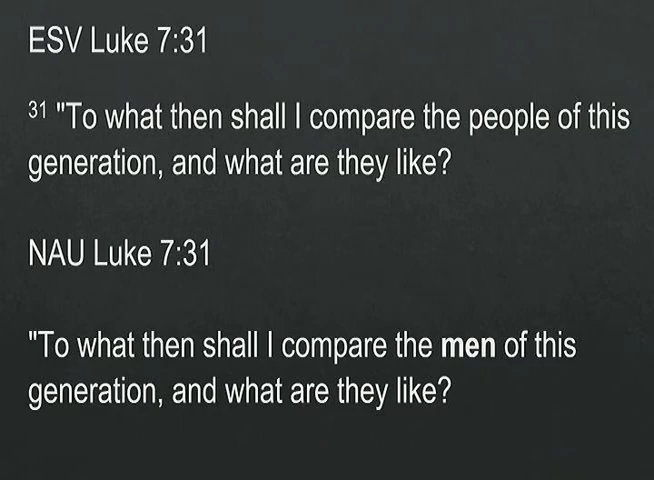 ESV Luke 7:31
31 "To what then shall I compare the people of this
generation, and what are they like?
NAU Luke 7:31
"To what then shall I compare the men of this
generation, and what are they like?